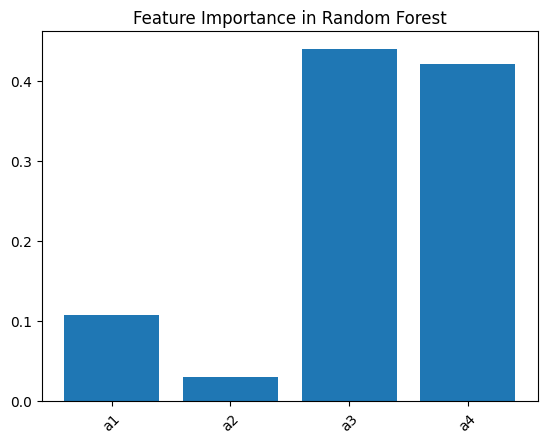 Feature Importance in Random Forest
0.4
0.3
0.2
0.1
0.0
a1
a2
a3
a4